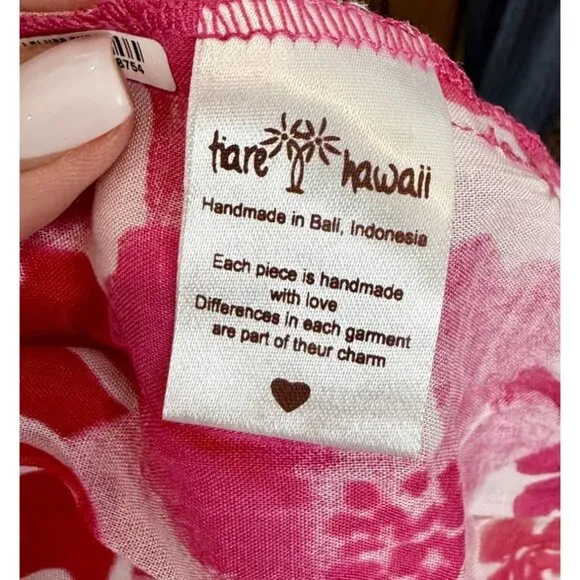 8754
tiare hawaii
Handmade in Bali, Indonesia
Each piece is handmade
with love
Differences in each garment
are part of theur charm